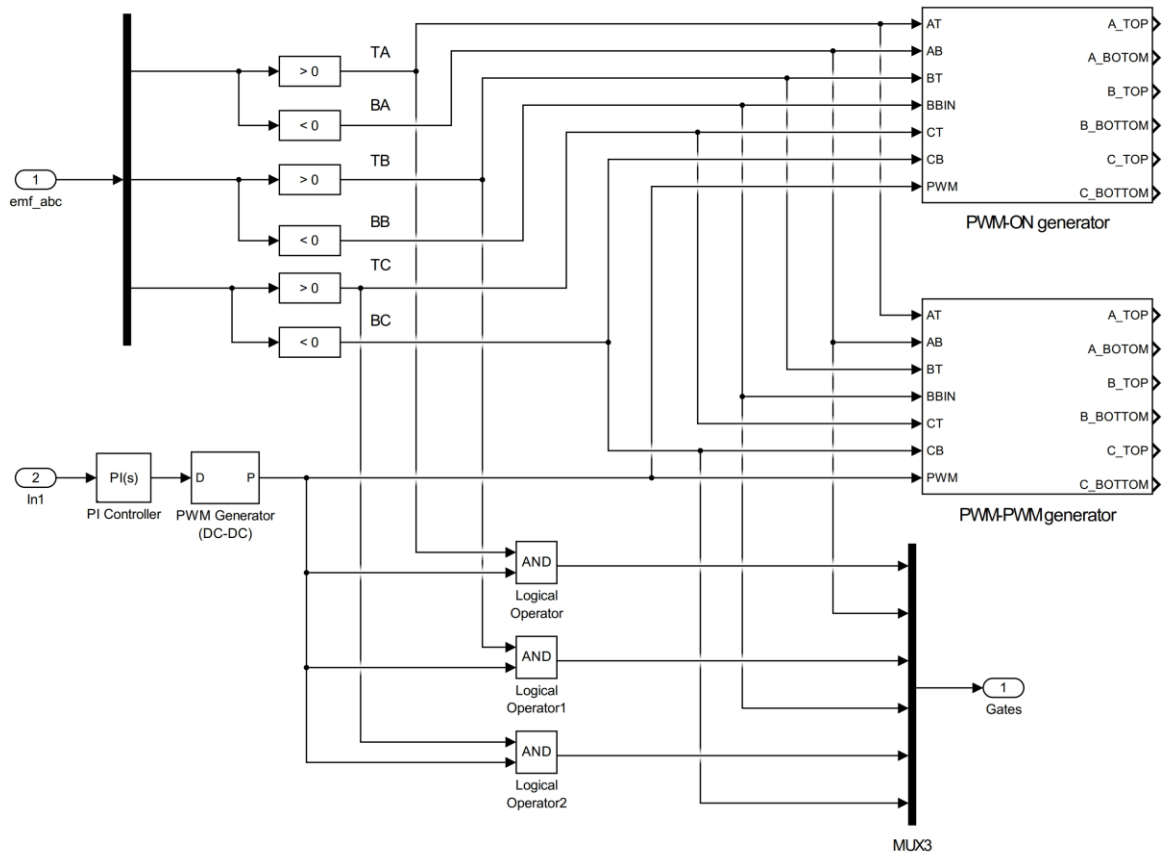 1
emf_abc
> 0
TA
< 0
BA
> 0
TB
< 0
BB
> 0
TC
< 0
BC
AT
AB
BT
BBIN
CT
CB
PWM
A_TOP
A_BOTOM
B_TOP
B_BOTTOM
C_TOP
C_BOTTOM
PWM-ON generator
AT
AB
BT
BBIN
CT
CB
PWM
A_TOP
A_BOTOM
B_TOP
B_BOTTOM
C_TOP
C_BOTTOM
PWM-PWM generator
2
In1
PI(s)
PI Controller
D P
PWM Generator
(DC-DC)
AND
Logical
Operator
AND
Logical
Operator1
AND
Logical
Operator2
MUX3
1
Gates